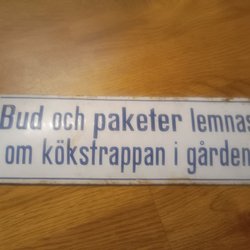 Bud och paketer lemnas
om kökstrappan i gården